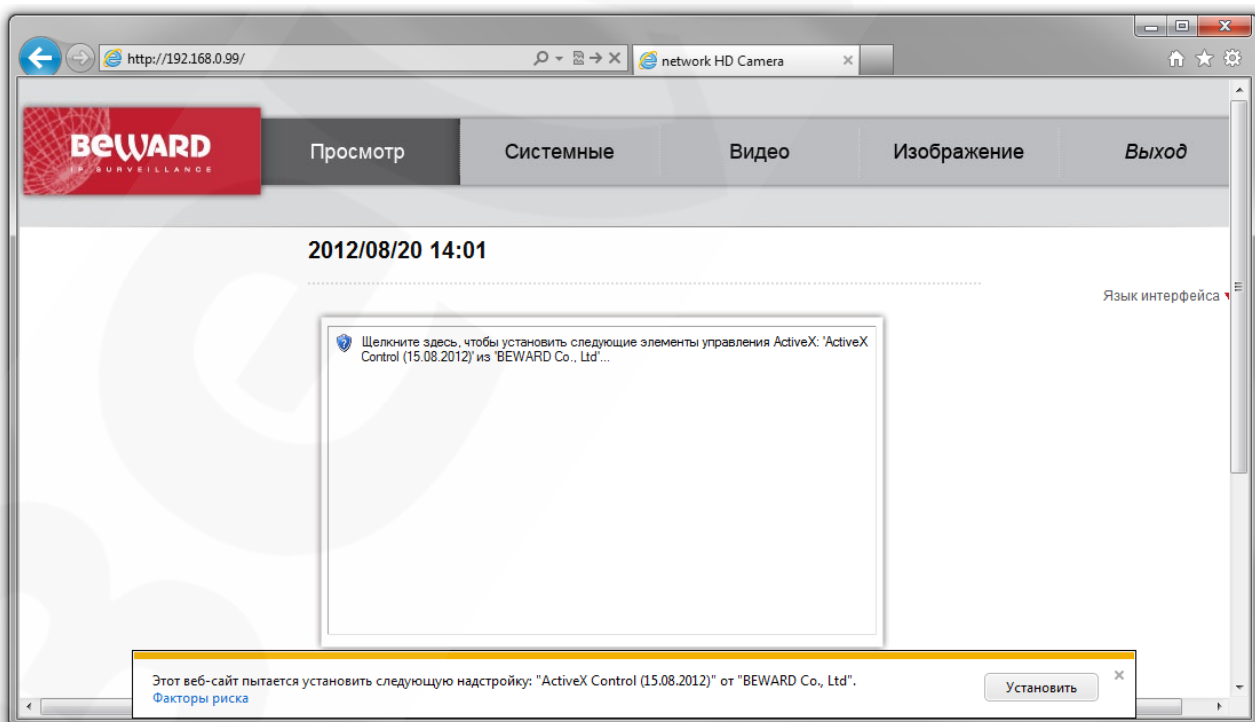 http://192.168.0.99/
network HD Camera
BEWARD
IP SURVEILLANCE
Просмотр
Системные
Видео
Изображение
Выход
2012/08/20 14:01
Язык интерфейса
Щелкните здесь, чтобы установить следующие элементы управления ActiveX: 'ActiveX
Control (15.08.2012)' из 'BEWARD Co., Ltd'...
Этот веб-сайт пытается установить следующую надстройку: "ActiveX Control (15.08.2012)" от "BEWARD Co., Ltd".
Факторы риска
Установить